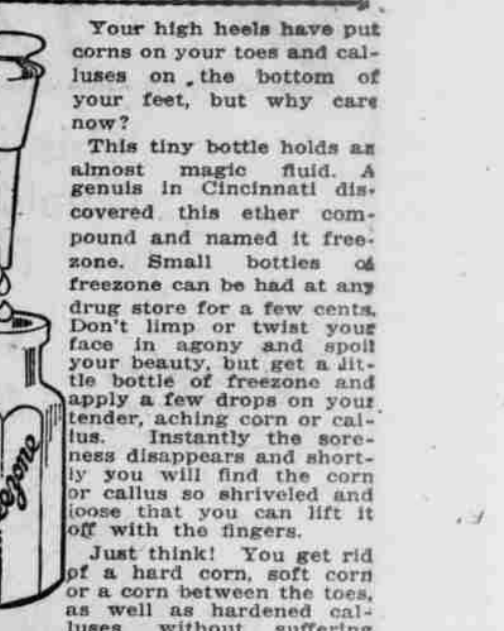 Your high heels have put
corns on your toes and cal-
luses on the bottom of
your feet, but why care
now?
This tiny bottle holds an
almost magic fluid. A
genuis in Cincinnati dis-
covered this ether com-
pound and named it free-
zone. Small bottles of
freezone can be had at any
drug store for a few cents.
Don't limp or twist your
face in agony and spoil
your beauty, but get a lit-
tle bottle of freezone and
apply a few drops on your
tender, aching corn or cal-
lus. Instantly the sore-
ness disappears and short-
ly you will find the corn
or callus so shriveled and
loose that you can lift it
off with the fingers.
Just think! You get rid
of a hard corn, soft corn
or a corn between the toes,
as well as hardened cal-
luses without suffering
ezone